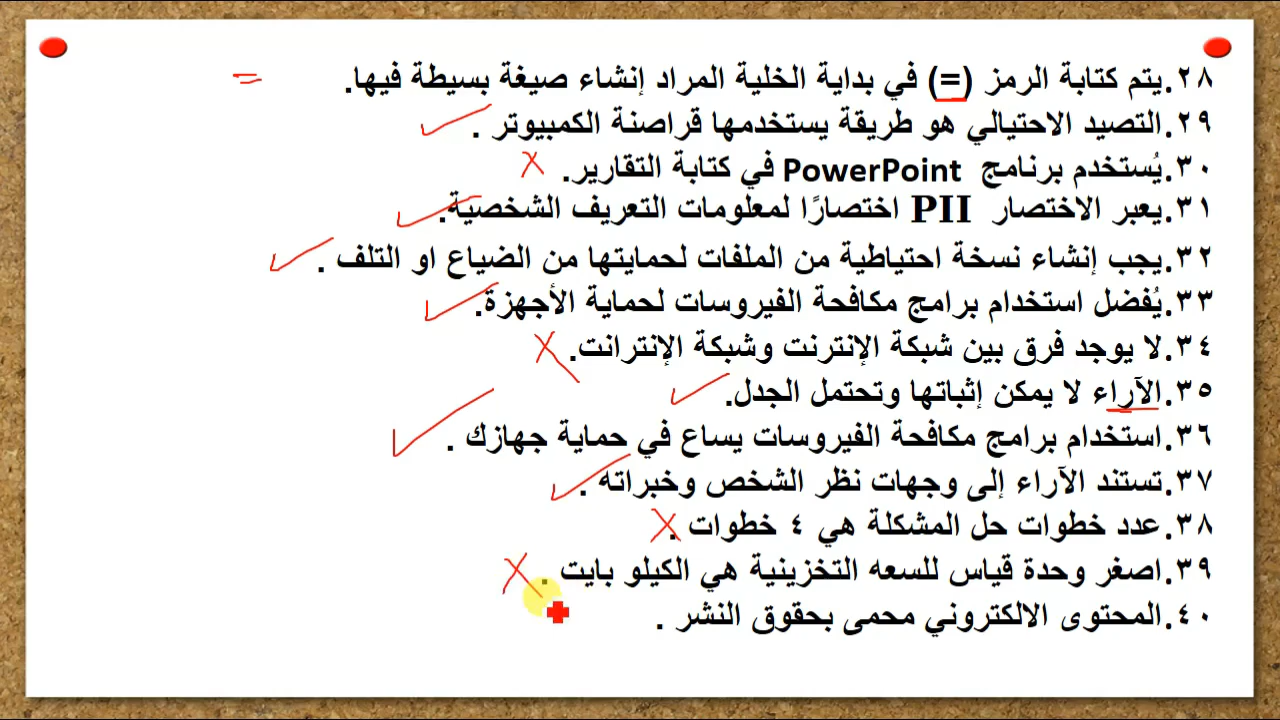 ٢٨.يتم كتابة الرمز (=) في بداية الخلية المراد إنشاء صيغة بسيطة فيها. =
٢٩.التصيد الاحتيالي هو طريقة يستخدمها قراصنة الكمبيوتر . ✓
٣٠.يُستخدم برنامج PowerPoint في كتابة التقارير. X
٣١.يعبر الاختصار PII اختصارًا لمعلومات التعريف الشخصية. ✓
٣٢.يجب إنشاء نسخة احتياطية من الملفات لحمايتها من الضياع او التلف . ✓
٣٣.يُفضل استخدام برامج مكافحة الفيروسات لحماية الأجهزة. ✓
٣٤.لا يوجد فرق بين شبكة الإنترنت وشبكة الإنترانت. X
٣٥.الآراء لا يمكن إثباتها وتحتمل الجدل. ✓
٣٦.استخدام برامج مكافحة الفيروسات يساع في حماية جهازك . ✓
٣٧.تستند الآراء إلى وجهات نظر الشخص وخبراته . ✓
٣٨.عدد خطوات حل المشكلة هي ٤ خطوات . X
٣٩.اصغر وحدة قياس للسعه التخزينية هي الكيلو بايت . X
٤٠.المحتوى الالكتروني محمى بحقوق النشر .